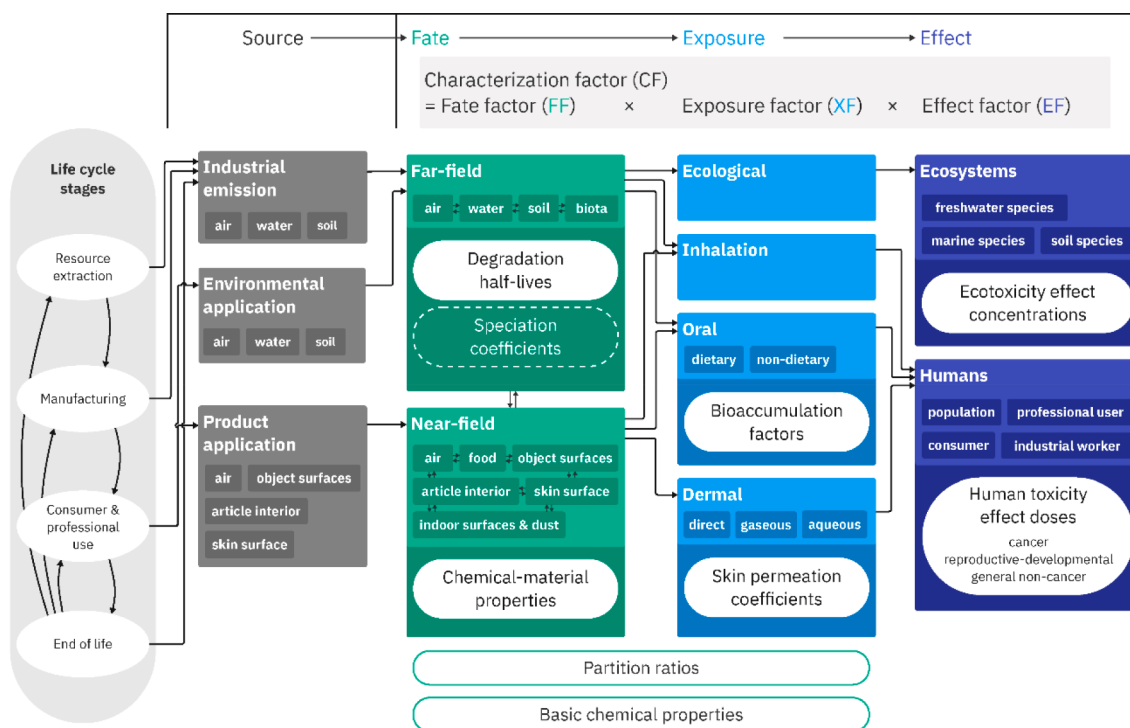 Source
Fate
Exposure
Effect
Characterization factor (CF)
= Fate factor (FF) × Exposure factor (XF) × Effect factor (EF)
Life cycle
stages
Resource
extraction
Manufacturing
Consumer &
professional
use
End of life
Industrial
emission
air water soil
Environmental
application
air water soil
Product
application
air object surfaces
article interior
skin surface
Far-field
air water soil biota
Degradation
half-lives
Speciation
coefficients
Near-field
air food object surfaces
article interior skin surface
indoor surfaces & dust
Chemical-material
properties
Ecological
Inhalation
Oral
dietary non-dietary
Bioaccumulation
factors
Dermal
direct gaseous aqueous
Skin permeation
coefficients
Ecosystems
freshwater species
marine species soil species
Ecotoxicity effect
concentrations
Humans
population professional user
consumer industrial worker
Human toxicity
effect doses
cancer
reproductive-developmental
general non-cancer
Partition ratios
Basic chemical properties